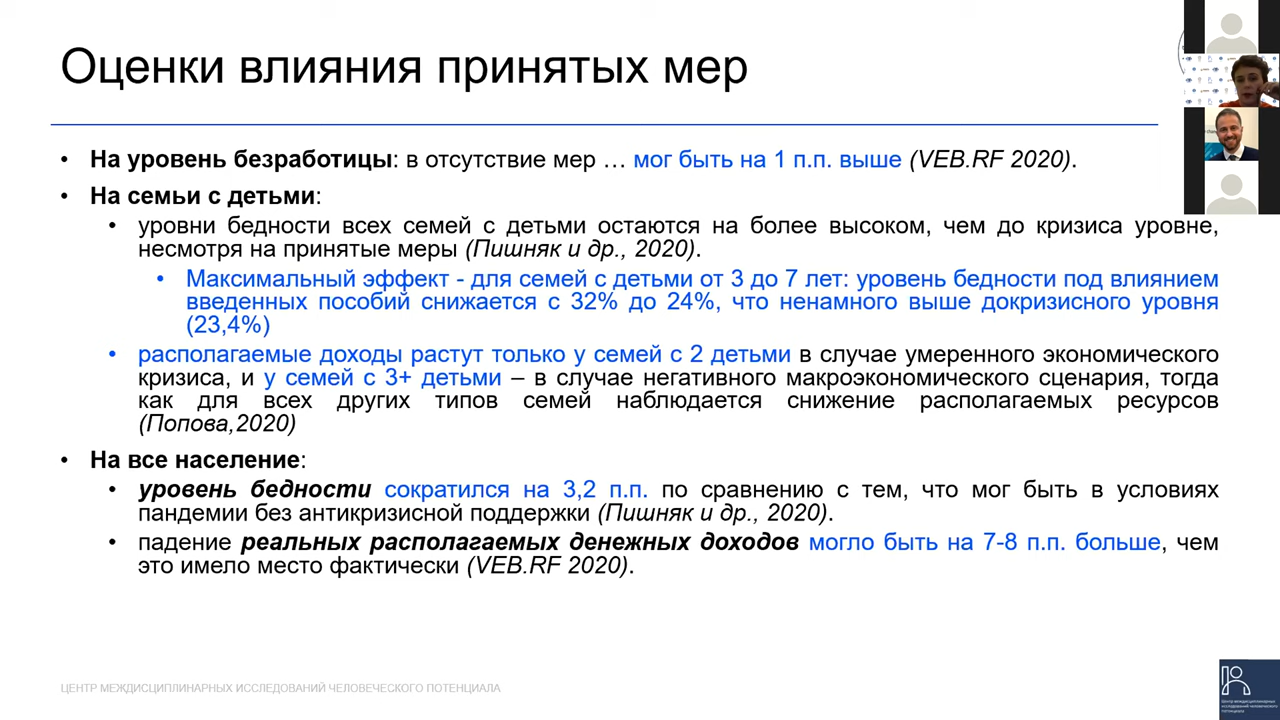 Оценки влияния принятых мер
• На уровень безработицы: в отсутствие мер … мог быть на 1 п.п. выше (VEB.RF 2020).
• На семьи с детьми:
• уровни бедности всех семей с детьми остаются на более высоком, чем до кризиса уровне,
несмотря на принятые меры (Пишняк и др., 2020).
• Максимальный эффект - для семей с детьми от 3 до 7 лет: уровень бедности под влиянием
введенных пособий снижается с 32% до 24%, что ненамного выше докризисного уровня
(23,4%)
• располагаемые доходы растут только у семей с 2 детьми в случае умеренного экономического
кризиса, и у семей с 3+ детьми – в случае негативного макроэкономического сценария, тогда
как для всех других типов семей наблюдается снижение располагаемых ресурсов
(Попова,2020)
• На все население:
• уровень бедности сократился на 3,2 п.п. по сравнению с тем, что мог быть в условиях
пандемии без антикризисной поддержки (Пишняк и др., 2020).
• падение реальных располагаемых денежных доходов могло быть на 7-8 п.п. больше, чем
это имело место фактически (VEB.RF 2020).
ЦЕНТР МЕЖДИСЦИПЛИНАРНЫХ ИССЛЕДОВАНИЙ ЧЕ�ловеческого ПОТЕНЦИАЛА